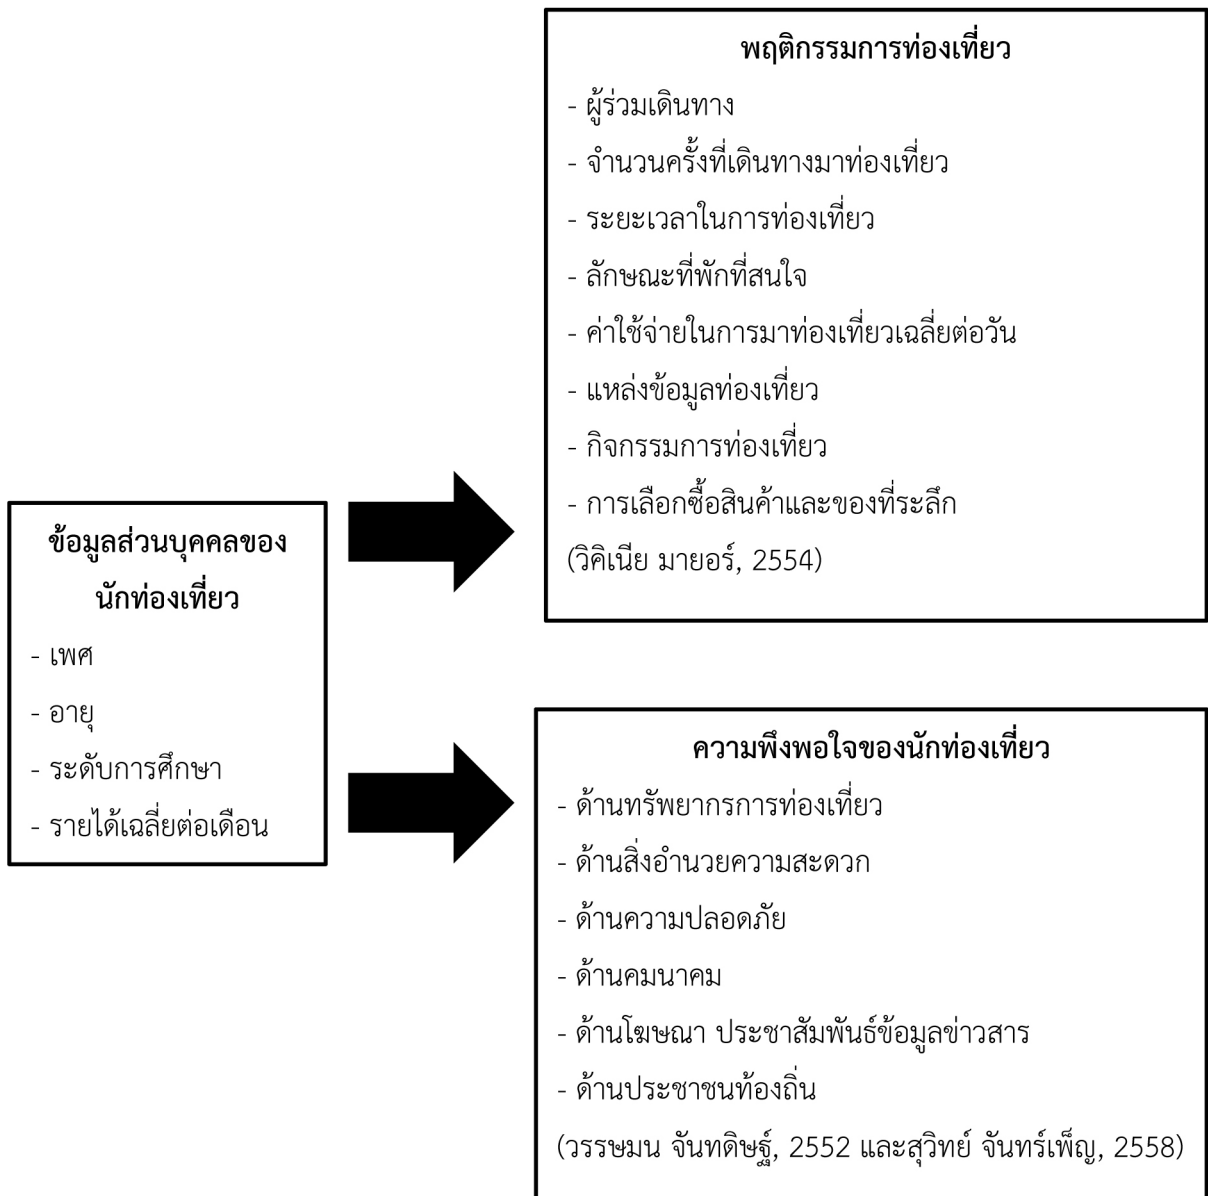 พฤติกรรมการท่องเที่ยว
- ผู้ร่วมเดินทาง
- จำนวนครั้งที่เดินทางมาท่องเที่ยว
- ระยะเวลาในการท่องเที่ยว
- ลักษณะที่พักที่สนใจ
- ค่าใช้จ่ายในการมาท่องเที่ยวเฉลี่ยต่อวัน
- แหล่งข้อมูลท่องเที่ยว
- กิจกรรมการท่องเที่ยว
- การเลือกซื้อสินค้าและของที่ระลึก
(วิคิเนีย มายอร์, 2554)
ข้อมูลส่วนบุคคลของ
นักท่องเที่ยว
- เพศ
- อายุ
- ระดับการศึกษา
- รายได้เฉลี่ยต่อเดือน
ความพึงพอใจของนักท่องเที่ยว
- ด้านทรัพยากรการท่องเที่ยว
- ด้านสิ่งอำนวยความสะดวก
- ด้านความปลอดภัย
- ด้านคมนาคม
- ด้านโฆษณา ประชาสัมพันธ์ข้อมูลข่าวสาร
- ด้านประชาชนท้องถิ่น
(วรรษมน จันทดิษฐ์, 2552 และสุวิทย์ จันทร์เพ็ญ, 2558)